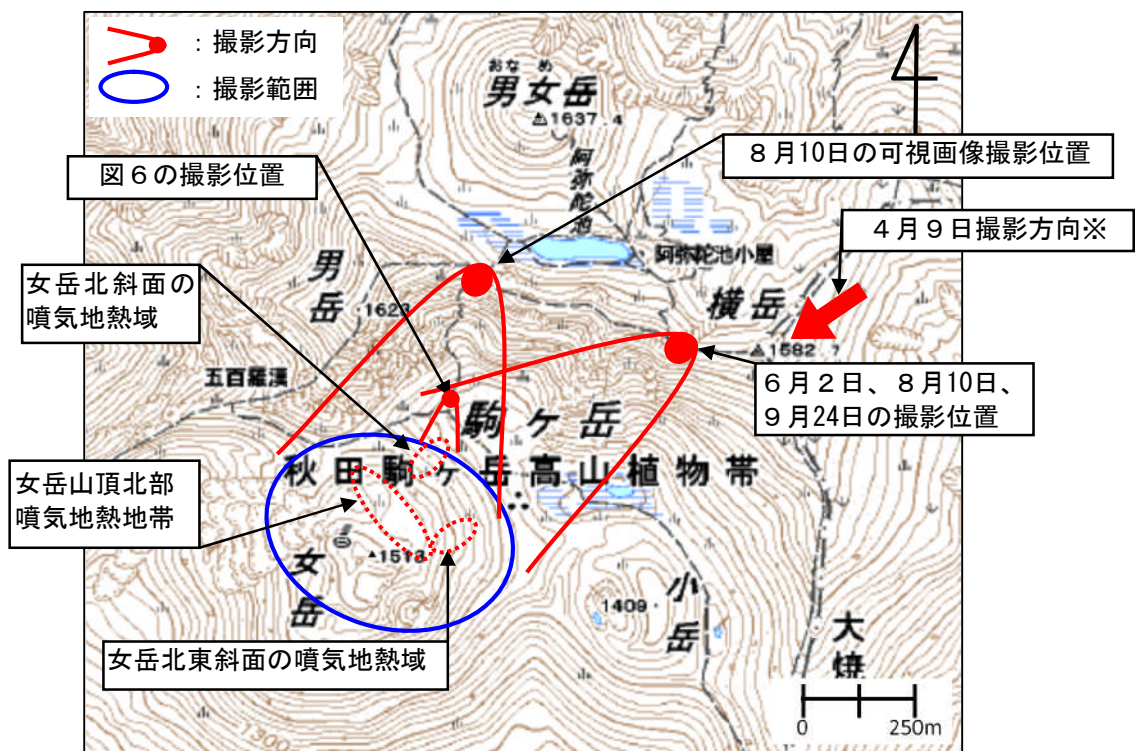 ：撮影方向
：撮影範囲
おなめ
男女岳
1637.4
8月10日の可視画像撮影位置
図6の撮影位置
阿弥陀池
4月9日撮影方向※
阿弥陀池小屋
女岳北斜面の
噴気地熱域
男岳
1623
横岳
1582.7
五百羅漢
6月2日、8月10日、
9月24日の撮影位置
駒ヶ岳
秋田駒ヶ岳高山植物帯
女岳山頂北部
噴気地熱地帯
1513
女岳
1409
小岳
大焼
女岳北東斜面の噴気地熱域
1300
0
250m